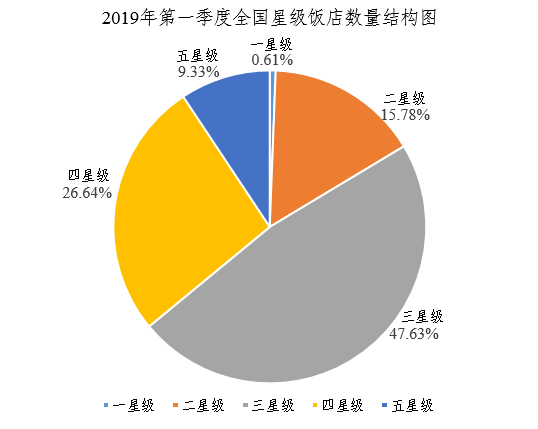 2019年第一季度全国星级饭店数量结构图
一星级
0.61%
五星级
9.33%
二星级
15.78%
四星级
26.64%
三星级
47.63%
一星级 二星级 三星级 四星级 五星级